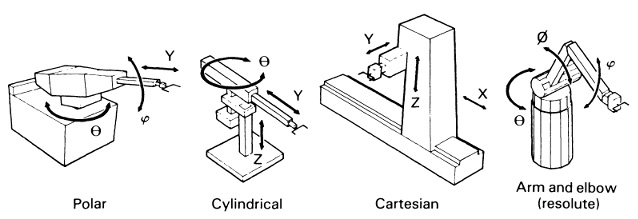 Y
θ
φ
Polar
θ
Y
Z
Cylindrical
Y
Z
X
Cartesian
Ø
φ
θ
Arm and elbow
(resolute)